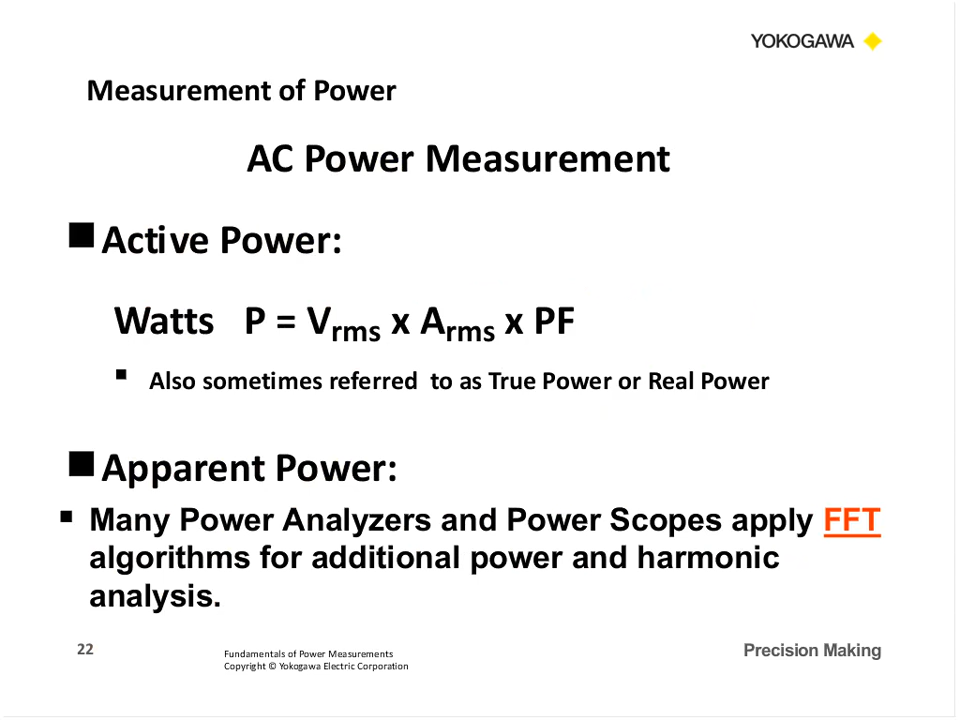 YOKOGAWA
Measurement of Power
AC Power Measurement
Active Power:
Watts P = Vrms x Arms x PF
Also sometimes referred to as True Power or Real Power
Apparent Power:
Many Power Analyzers and Power Scopes apply FFT
algorithms for additional power and harmonic
analysis.
22
Fundamentals of Power Measurements
Copyright © Yokogawa Electric Corporation
Precision Making